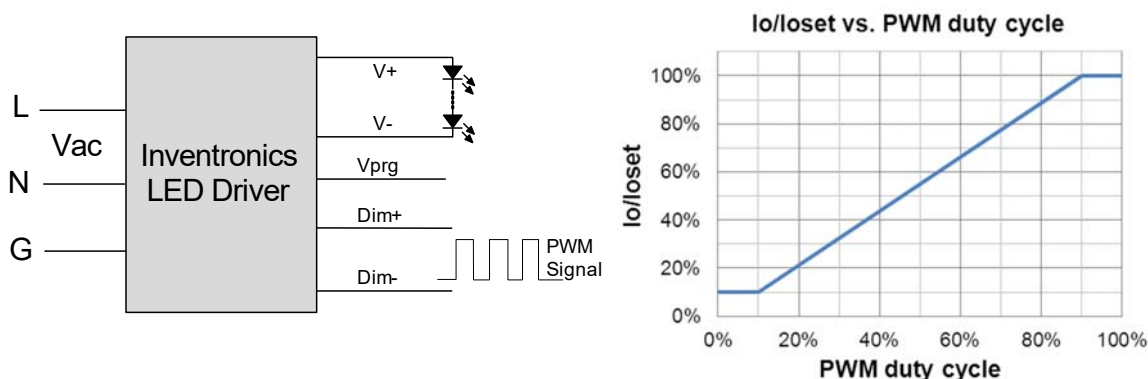 L
Vac
N
G
Inventronics
LED Driver
V+
V-
Vprg
Dim+
Dim-
PWM
Signal
Io/Ioset vs. PWM duty cycle
Io/Ioset
100%
80%
60%
40%
20%
0%
0% 20% 40% 60% 80% 100%
PWM duty cycle